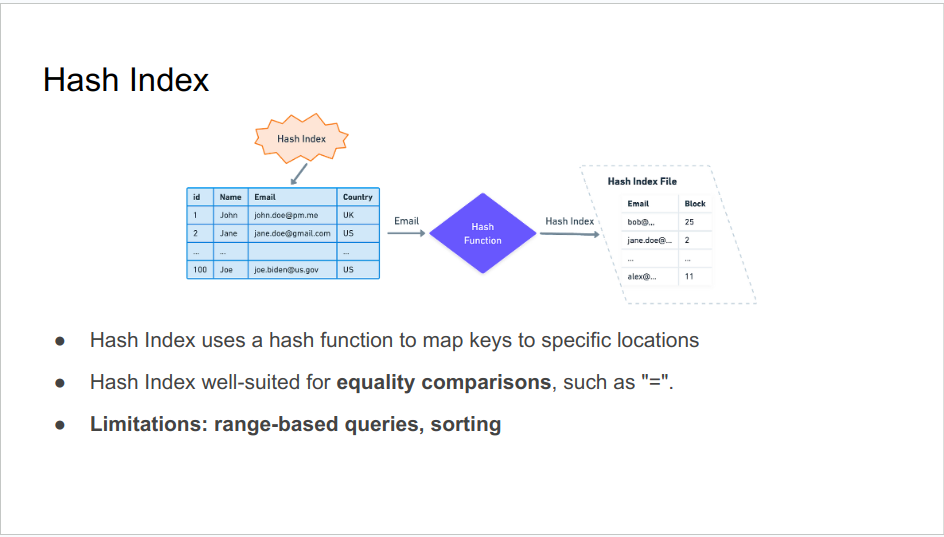 Hash Index
Hash Index
id Name Email Country
1 John john.doe@pm.me UK
2 Jane jane.doe@gmail.com US
... ... ...
100 Joe joe.biden@us.gov US
Email
Hash
Function
Hash Index
Hash Index File
Email Block
bob@... 25
jane.doe@... 2
... ...
alex@... 11
● Hash Index uses a hash function to map keys to specific locations
● Hash Index well-suited for equality comparisons, such as "=".
● Limitations: range-based queries, sorting